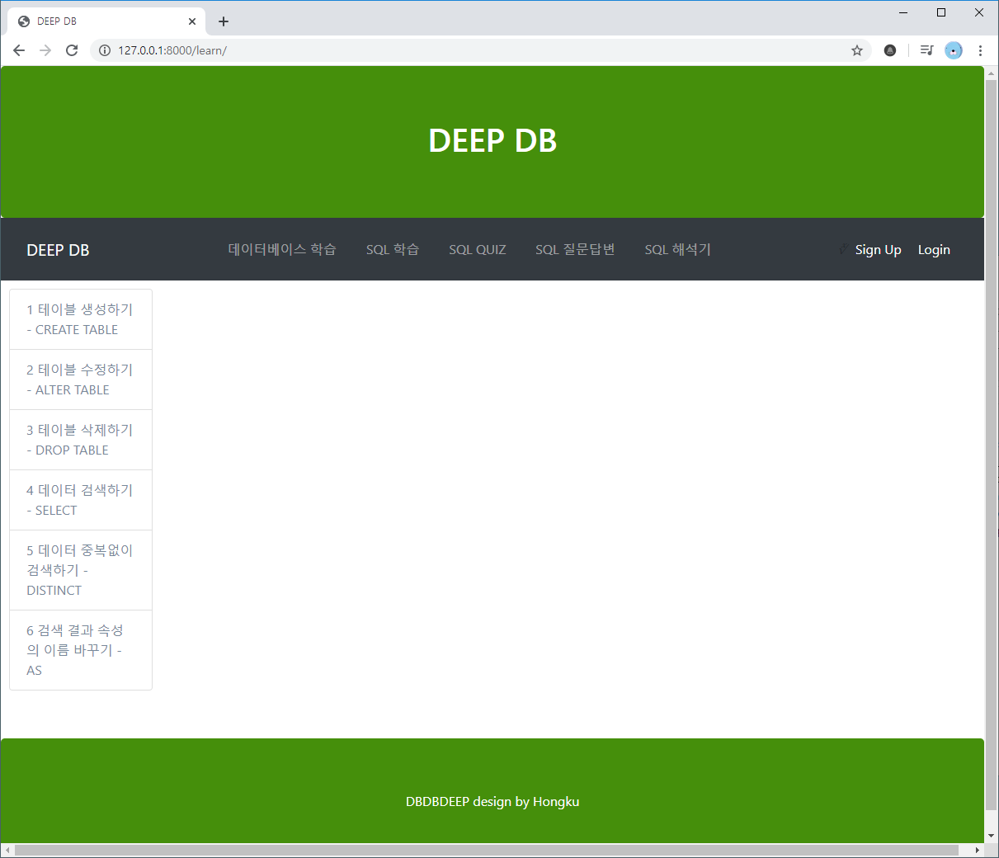 DEEP DB
127.0.0.1:8000/learn/
DEEP DB
DEEP DB 데이터베이스 학습 SQL 학습 SQL QUIZ SQL 질문답변 SQL 해석기 Sign Up Login
1 테이블 생성하기
- CREATE TABLE
2 테이블 수정하기
- ALTER TABLE
3 테이블 삭제하기
- DROP TABLE
4 데이터 검색하기
- SELECT
5 데이터 중복없이
검색하기 -
DISTINCT
6 검색 결과 속성
의 이름 바꾸기 -
AS
DBDBDEEP design by Hongku